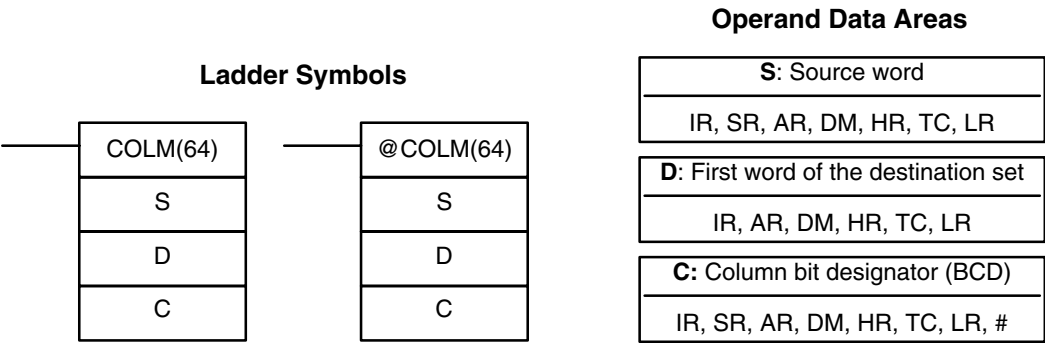 Ladder Symbols
COLM(64)
S
D
C
@COLM(64)
S
D
C
Operand Data Areas
S: Source word
IR, SR, AR, DM, HR, TC, LR
D: First word of the destination set
IR, AR, DM, HR, TC, LR
C: Column bit designator (BCD)
IR, SR, AR, DM, HR, TC, LR, #